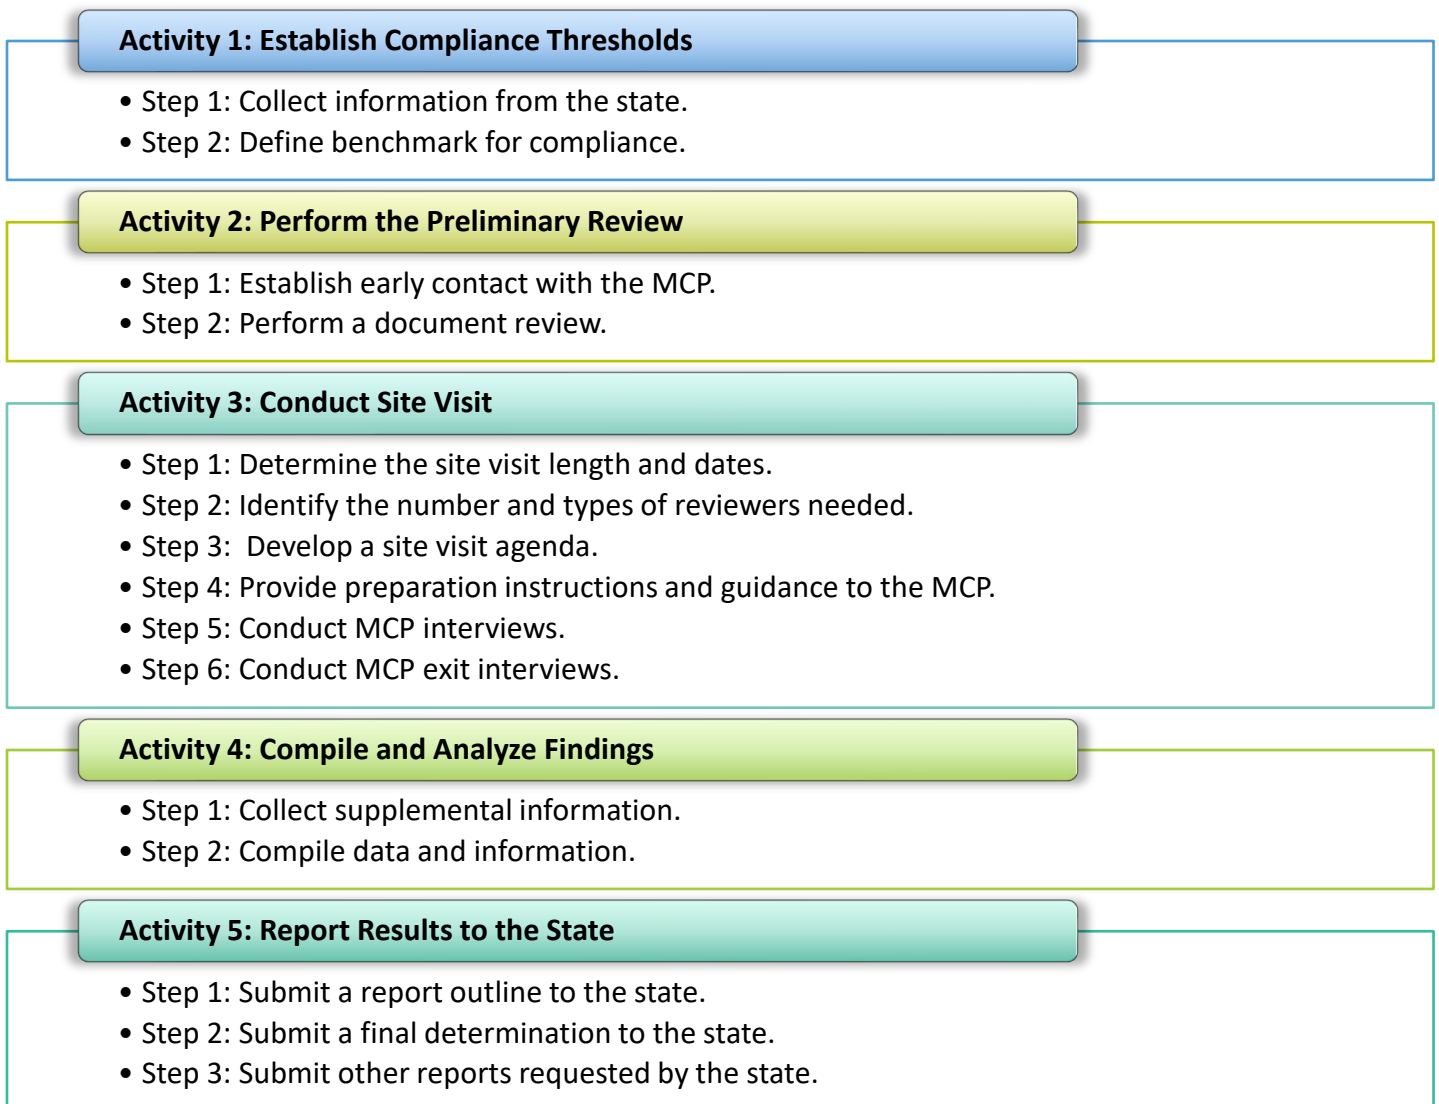 Activity 1: Establish Compliance Thresholds
• Step 1: Collect information from the state.
• Step 2: Define benchmark for compliance.
Activity 2: Perform the Preliminary Review
• Step 1: Establish early contact with the MCP.
• Step 2: Perform a document review.
Activity 3: Conduct Site Visit
• Step 1: Determine the site visit length and dates.
• Step 2: Identify the number and types of reviewers needed.
• Step 3:  Develop a site visit agenda.
• Step 4: Provide preparation instructions and guidance to the MCP.
• Step 5: Conduct MCP interviews.
• Step 6: Conduct MCP exit interviews.
Activity 4: Compile and Analyze Findings
• Step 1: Collect supplemental information.
• Step 2: Compile data and information.
Activity 5: Report Results to the State
• Step 1: Submit a report outline to the state.
• Step 2: Submit a final determination to the state.
• Step 3: Submit other reports requested by the state.